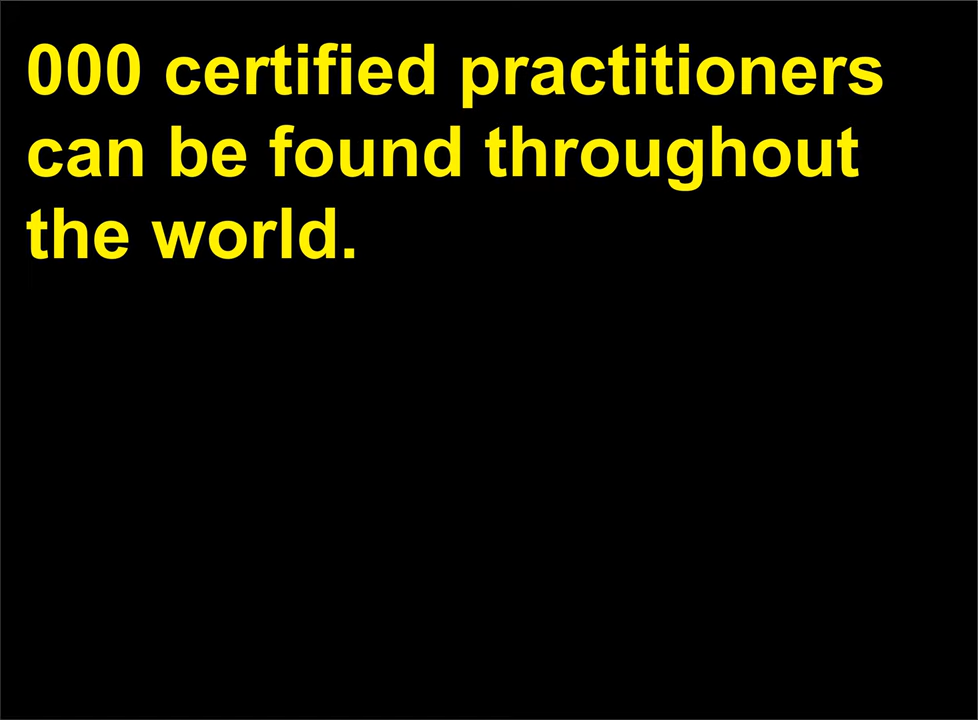 000 certified practitioners
can be found throughout
the world.